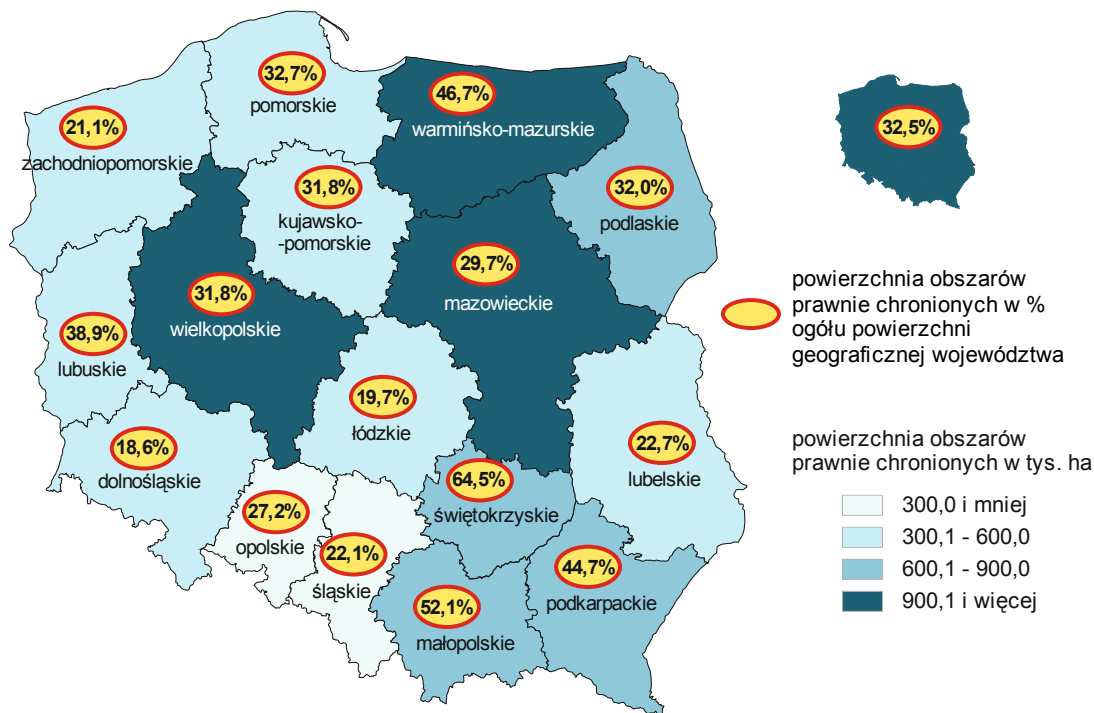 32,7%
pomorskie
46,7%
warmińsko-mazurskie
21,1%
zachodniopomorskie
31,8%
kujawsko-
-pomorskie
32,0%
podlaskie
29,7%
mazowieckie
31,8%
wielkopolskie
38,9%
lubuskie
19,7%
łódzkie
18,6%
dolnośląskie
22,7%
lubelskie
64,5%
świętokrzyskie
27,2%
opolskie
22,1%
śląskie
44,7%
podkarpackie
52,1%
małopolskie
32,5%
powierzchnia obszarów
prawnie chronionych w %
ogółu powierzchni
geograficznej województwa
powierzchnia obszarów
prawnie chronionych w tys. ha
300,0 i mniej
300,1 - 600,0
600,1 - 900,0
900,1 i więcej